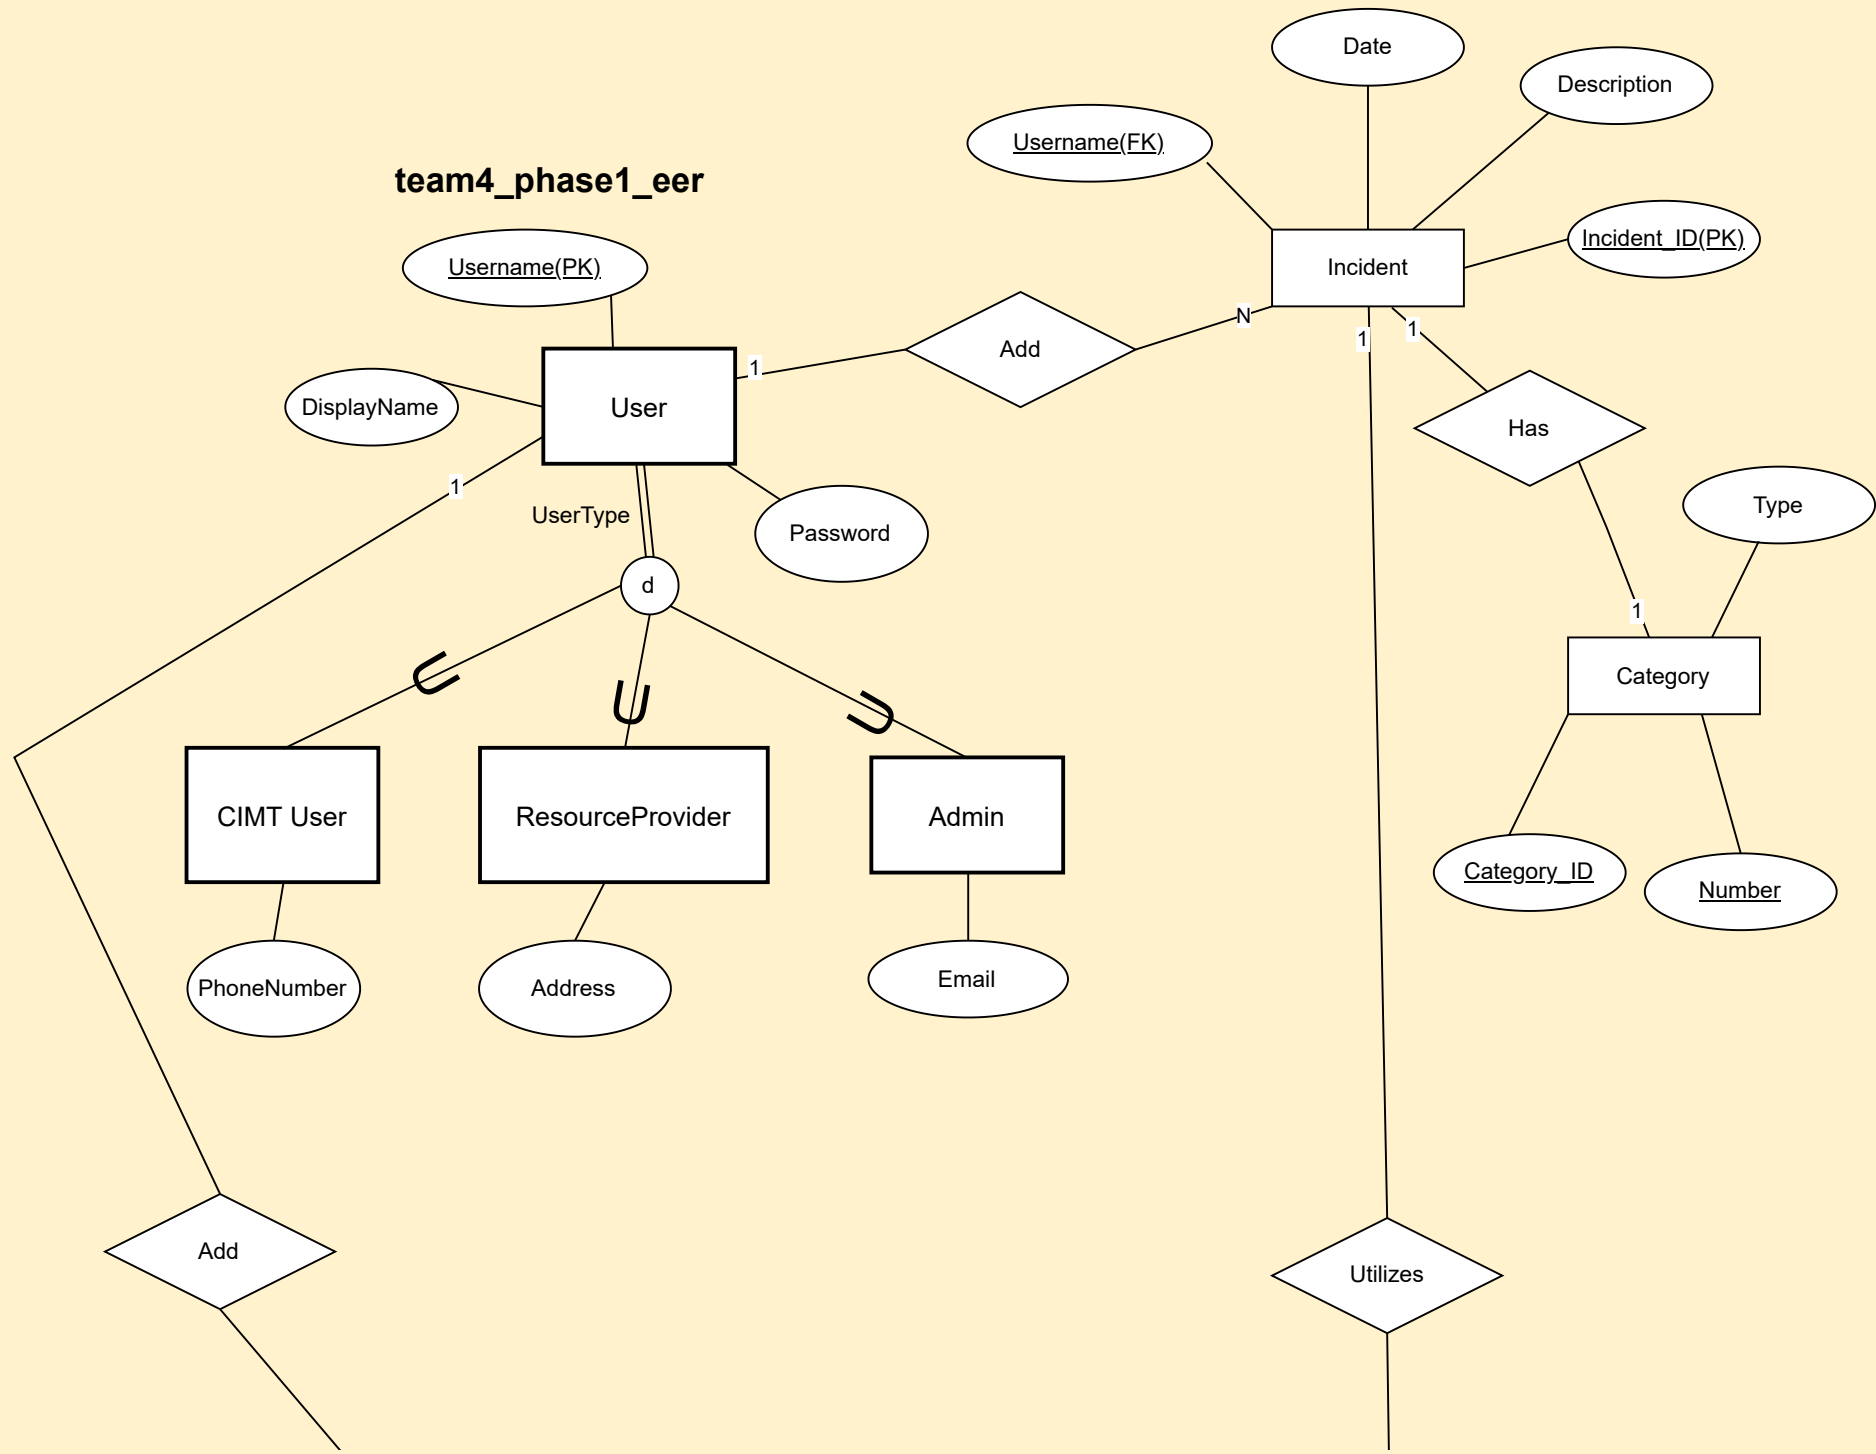 Date
Description
Username(FK)
team4_phase1_eer
Incident_ID(PK)
Username(PK)
Incident
N
1
1
Add
1
DisplayName
User
Has
1
UserType
Password
Type
d
1
Category
CIMT User
ResourceProvider
Admin
Category_ID
Number
PhoneNumber
Address
Email
Add
Utilizes